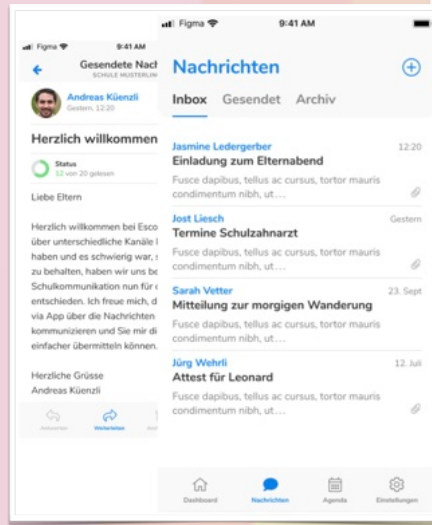 Figma 9:41 AM
Gesendete Nach
SCHULE MUSTERLIN
Andreas Küenzli
Gestern, 12:20
Herzlich willkommen
Status
12 von 20 gelesen
Liebe Eltern
Herzlich willkommen bei Esco
über unterschiedliche Kanäle
haben und es schwierig war,
zu behalten, haben wir uns be
Schulkommunikation nun für
entschieden. Ich freue mich, d
via App über die Nachrichten
kommunizieren und Sie mir di
einfacher übermitteln können.
Herzliche Grüsse
Andreas Küenzli
Antworten Weiterleiten
Figma 9:41 AM
Nachrichten
Inbox Gesendet Archiv
Jasmine Ledergerber 12:20
Einladung zum Elternabend
Fusce dapibus, tellus ac cursus, tortor mauris
condimentum nibh, ut…
Jost Liesch Gestern
Termine Schulzahnarzt
Fusce dapibus, tellus ac cursus, tortor mauris
condimentum nibh, ut…
Sarah Vetter 23. Sept
Mitteilung zur morgigen Wanderung
Fusce dapibus, tellus ac cursus, tortor mauris
condimentum nibh, ut…
Jürg Wehrli 12. Juli
Attest für Leonard
Fusce dapibus, tellus ac cursus, tortor mauris
condimentum nibh, ut…
Dashboard Nachrichten Agenda Einstellungen